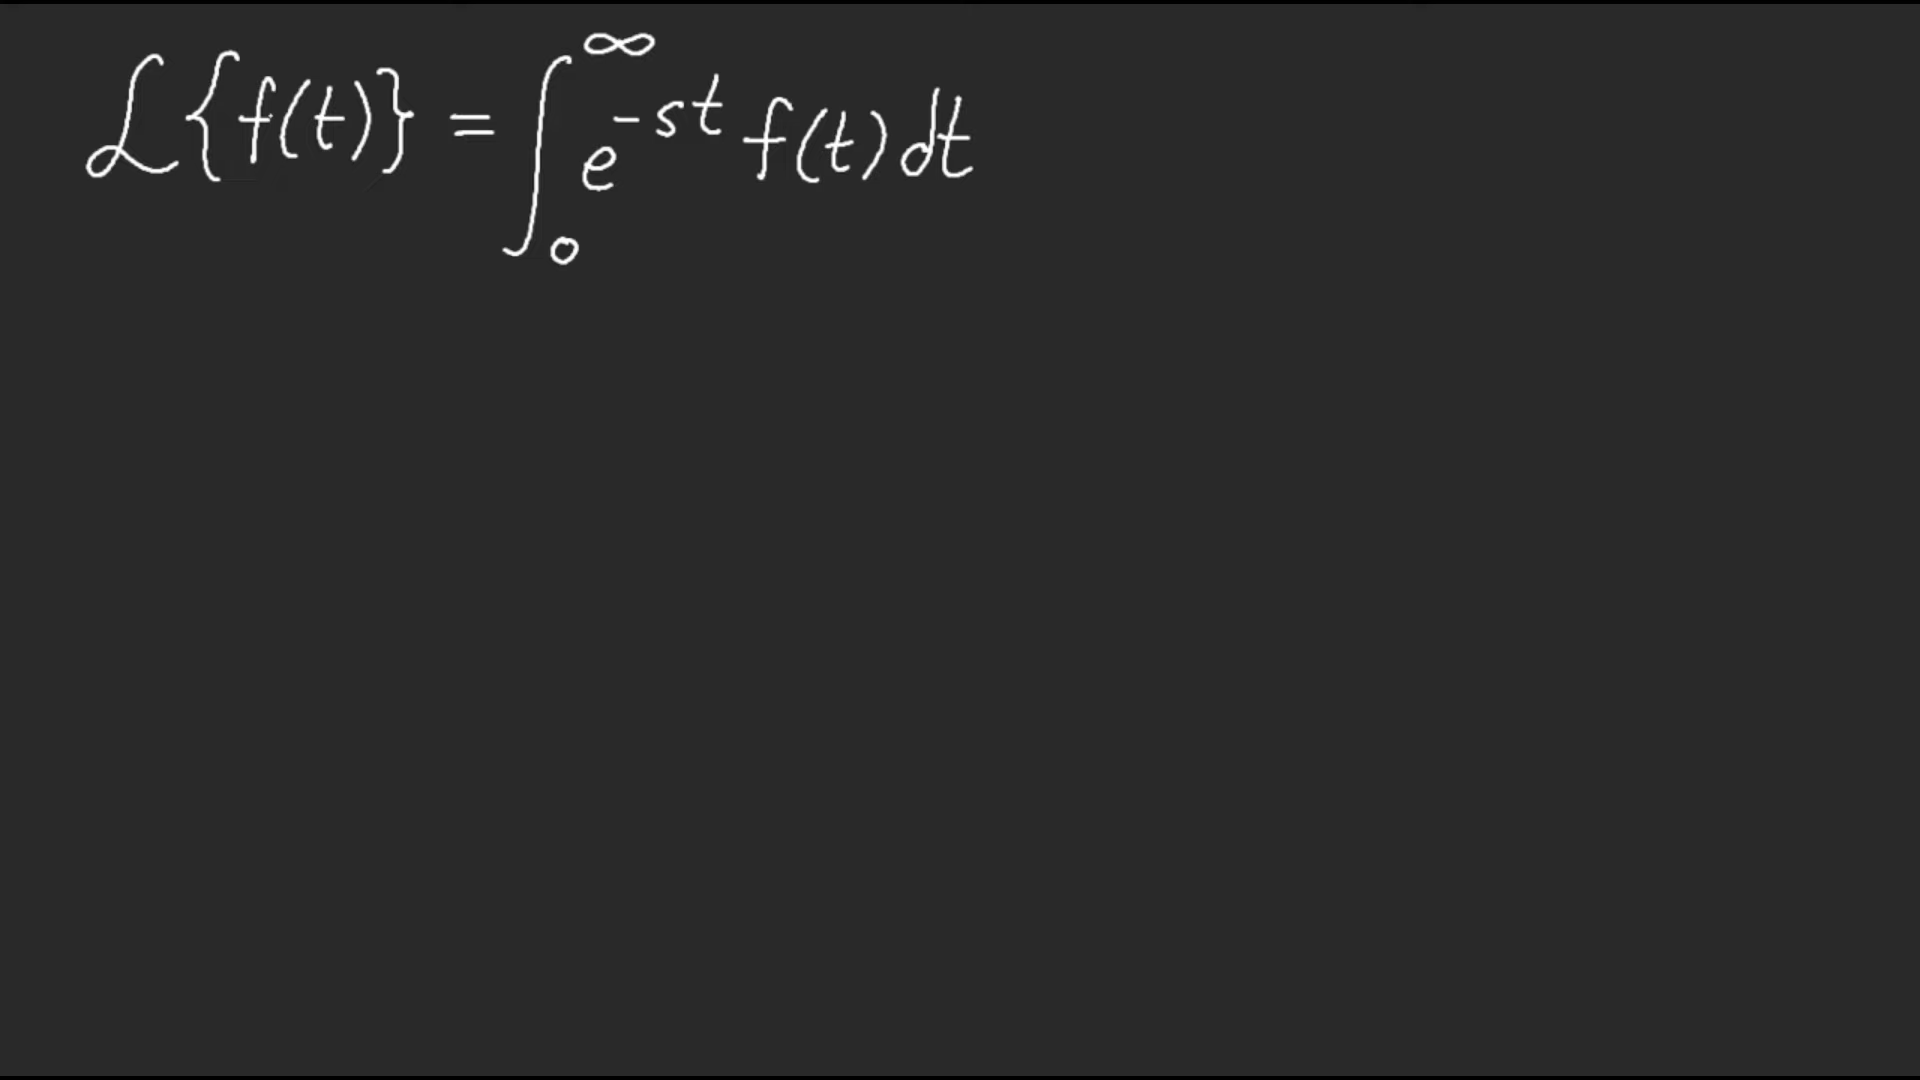 ℒ{f(t)} = ∫₀^∞ e^{-st} f(t) dt